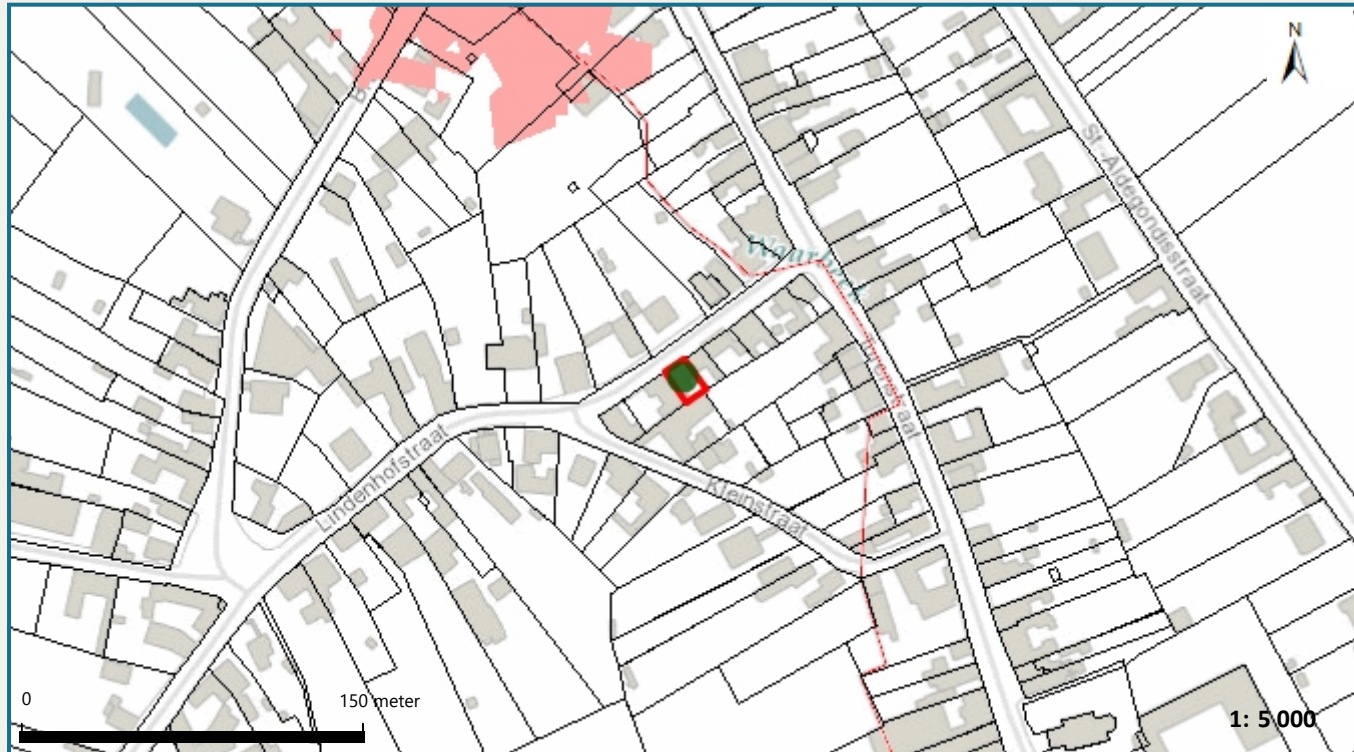 N
St.-Aldegondisstraat
Lindenhofstraat
Kleinstraat
0
150 meter
1: 5 000